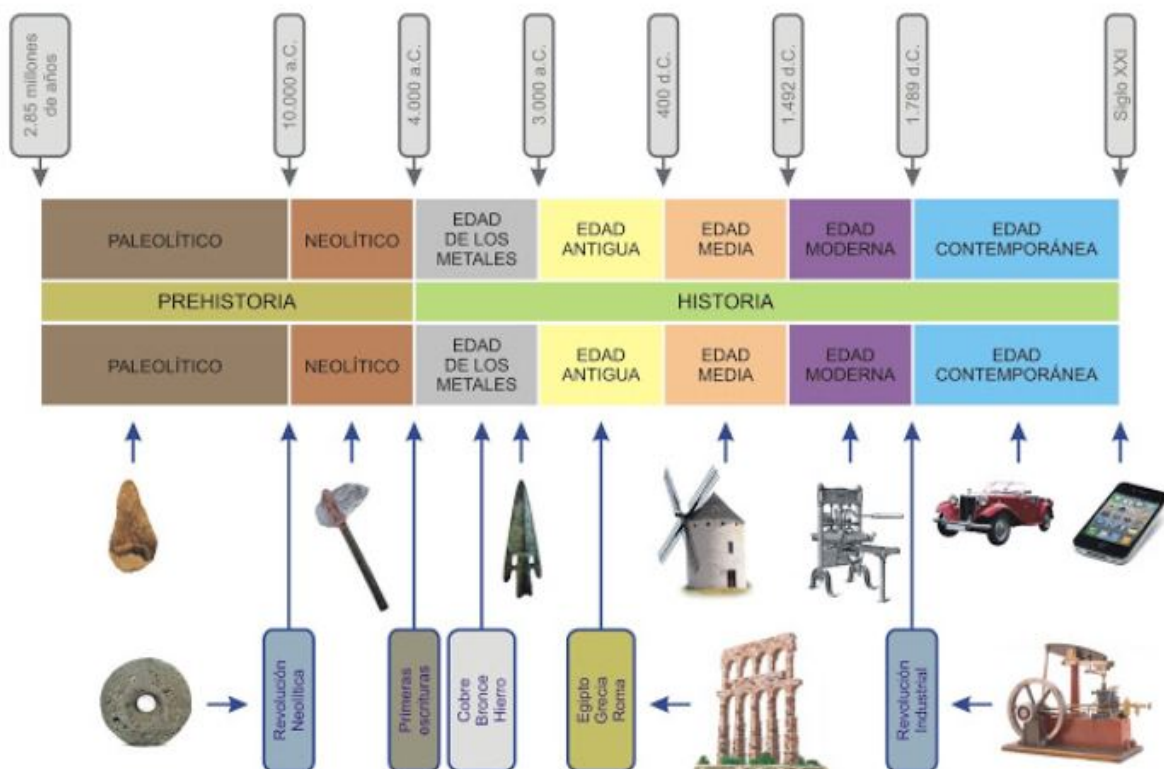 2.85 millones
de años
10.000 a.C.
4.000 a.C.
3.000 a.C.
400 d.C.
1.492 d.C.
1.789 d.C.
Siglo XXI
PALEOLÍTICO
NEOLÍTICO
EDAD
DE LOS
METALES
EDAD
ANTIGUA
EDAD
MEDIA
EDAD
MODERNA
EDAD
CONTEMPORÁNEA
PREHISTORIA
HISTORIA
PALEOLÍTICO
NEOLÍTICO
EDAD
DE LOS
METALES
EDAD
ANTIGUA
EDAD
MEDIA
EDAD
MODERNA
EDAD
CONTEMPORÁNEA
Revolución
Neolítica
Primeras
escrituras
Cobre
Bronce
Hierro
Egipto
Grecia
Roma
Revolución
Industrial